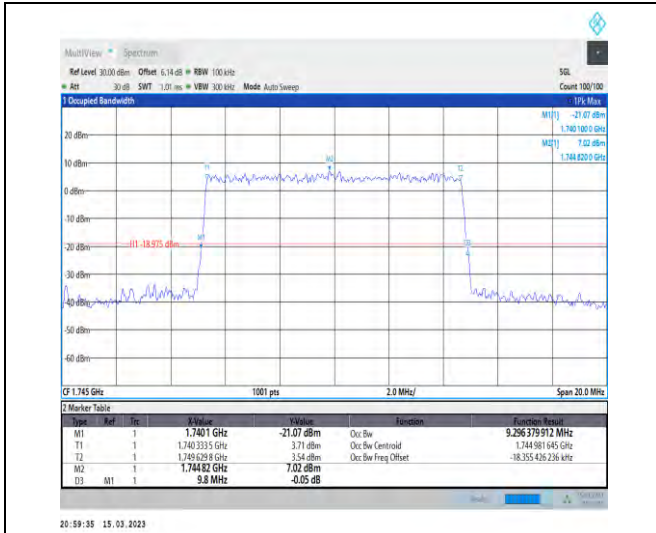 MultiView Spectrum
Ref Level 30.00 dBm Offset 6.14 dB RBW 100 kHz SGL
Att 30 dB SWT 1.01 ms VBW 300 kHz Mode Auto Sweep Count 100/100
1 Occupied Bandwidth 1Pk Max
M1[1] -21.07 dBm
1.740 100 0 GHz
20 dBm
M2[1] 7.02 dBm
1.744 820 0 GHz
10 dBm
T1 M2 T2
0 dBm
-10 dBm
M1
-20 dBm H1 -18.975 dBm D3
-30 dBm
-40 dBm
-50 dBm
-60 dBm
CF 1.745 GHz 1001 pts 2.0 MHz/ Span 20.0 MHz
2 Marker Table
Type Ref Trc X-Value Y-Value Function Function Result
M1 1 1.7401 GHz -21.07 dBm Occ Bw 9.296 379 912 MHz
T1 1 1.740 333 5 GHz 3.71 dBm Occ Bw Centroid 1.744 981 645 GHz
T2 1 1.749 629 8 GHz 3.54 dBm Occ Bw Freq Offset -18.355 426 236 kHz
M2 1 1.744 82 GHz 7.02 dBm
D3 M1 1 9.8 MHz -0.05 dB
20:59:35 15.03.2023